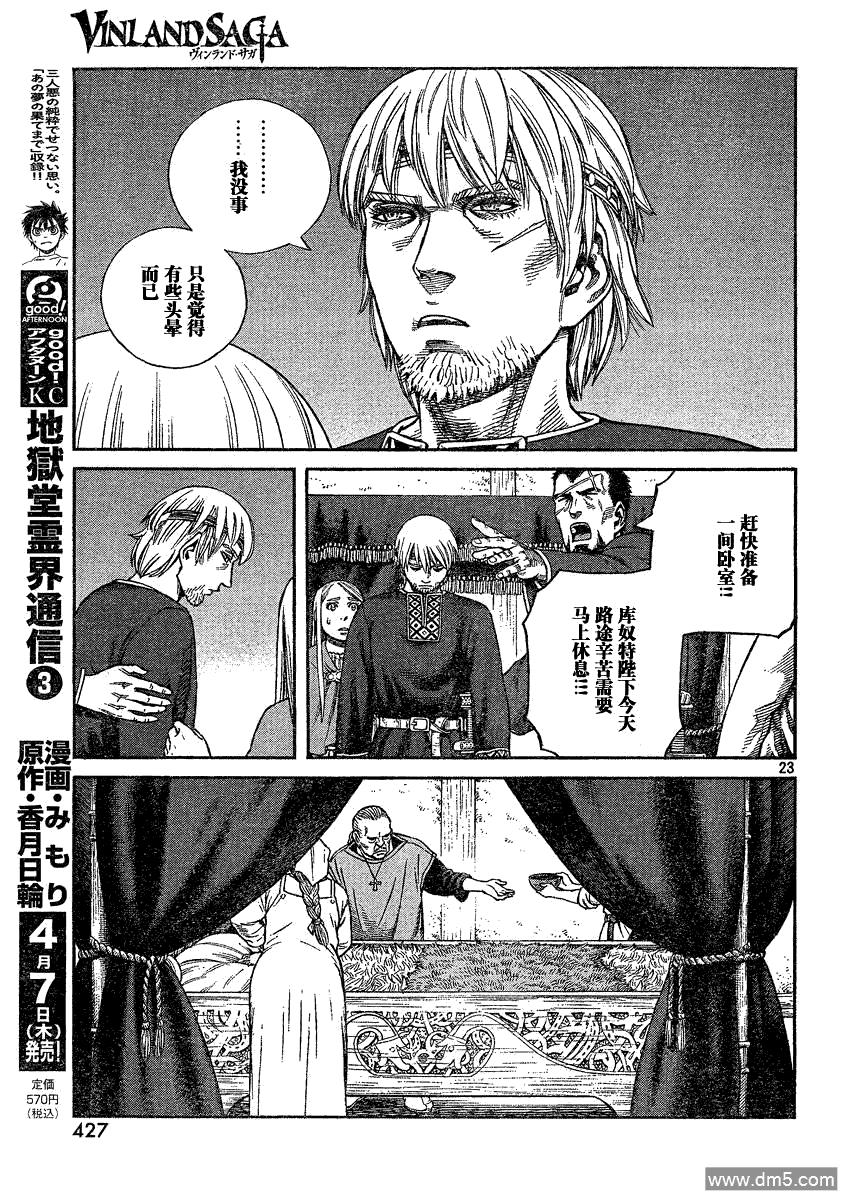 VINLAND SAGA
ヴィンランド・サガ
…………
……我没事
只是觉得
有些头晕
而已
赶快准备
一间卧室!!
库奴特陛下今天
路途辛苦需要
马上休息!!!
23
三人悪の純粋でせつない思い。
「あの夢の果てまで」収録!!
good!
AFTERNOON
good!
アフタヌーン
KC
地獄堂霊界通信
3
漫画・みもり
原作・香月日輪
4月7日(木)発売!
定価
570円
(税込)
427
www.dm5.com